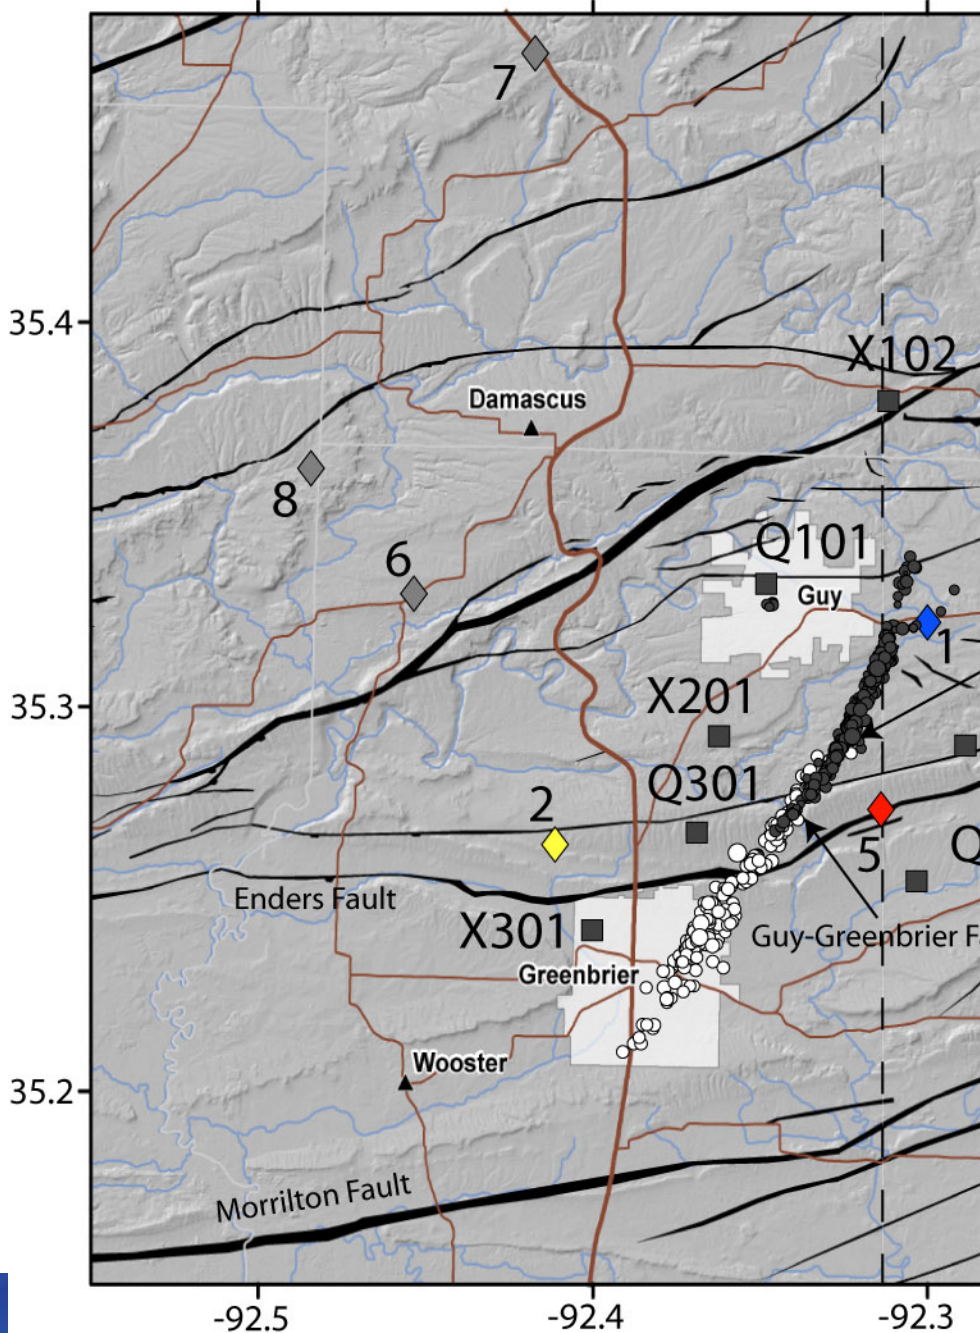 7
35.4
X102
Damascus
8
6
Q101
Guy
1
X201
35.3
Q301
2
5
Q
Enders Fault
X301
Guy-Greenbrier F
Greenbrier
Wooster
35.2
Morrilton Fault
-92.5
-92.4
-92.3